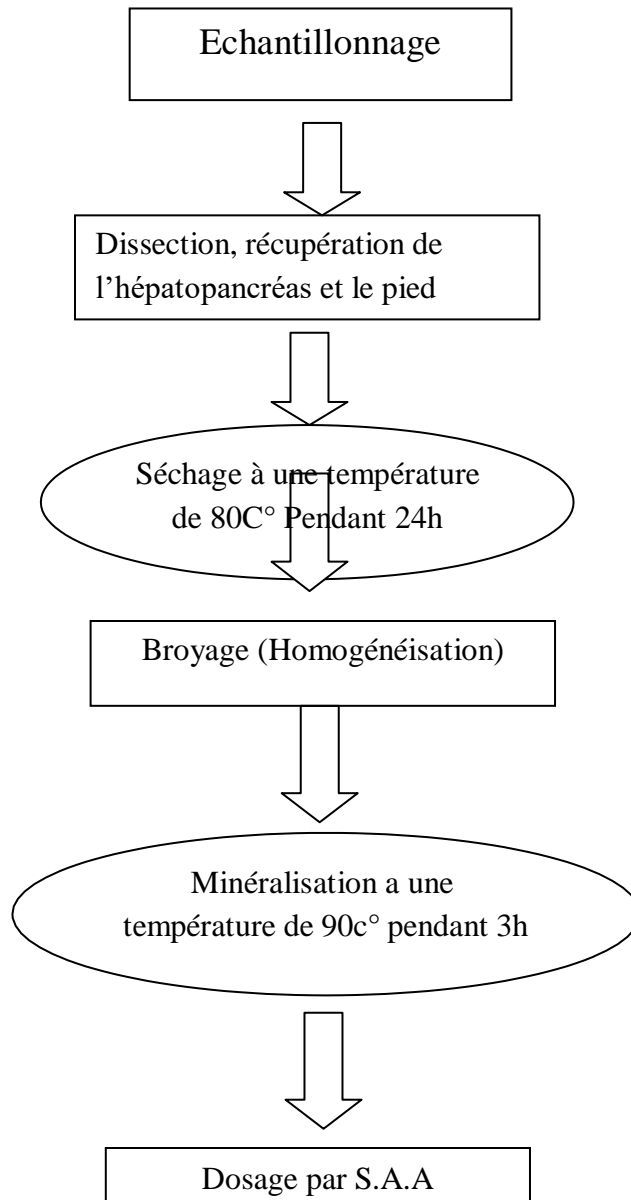 Echantillonnage
Dissection, récupération de
l’hépatopancréas et le pied
Séchage à une température
de 80C° Pendant 24h
Broyage (Homogénéisation)
Minéralisation a une
température de 90c° pendant 3h
Dosage par S.A.A